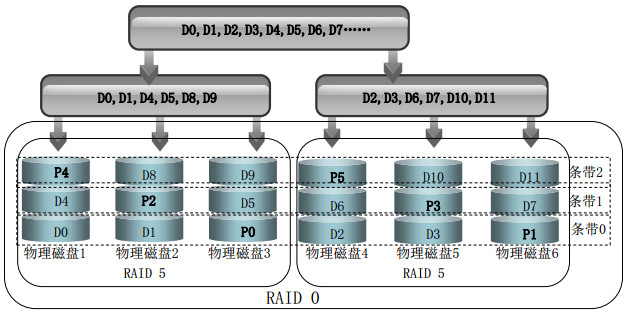 D0, D1, D2, D3, D4, D5, D6, D7……
D0, D1, D4, D5, D8, D9
D2, D3, D6, D7, D10, D11
P4 D8 D9 P5 D10 D11 条带2
D4 P2 D5 D6 P3 D7 条带1
D0 D1 P0 D2 D3 P1 条带0
物理磁盘1 物理磁盘2 物理磁盘3 物理磁盘4 物理磁盘5 物理磁盘6
RAID 5 RAID 5
RAID 0